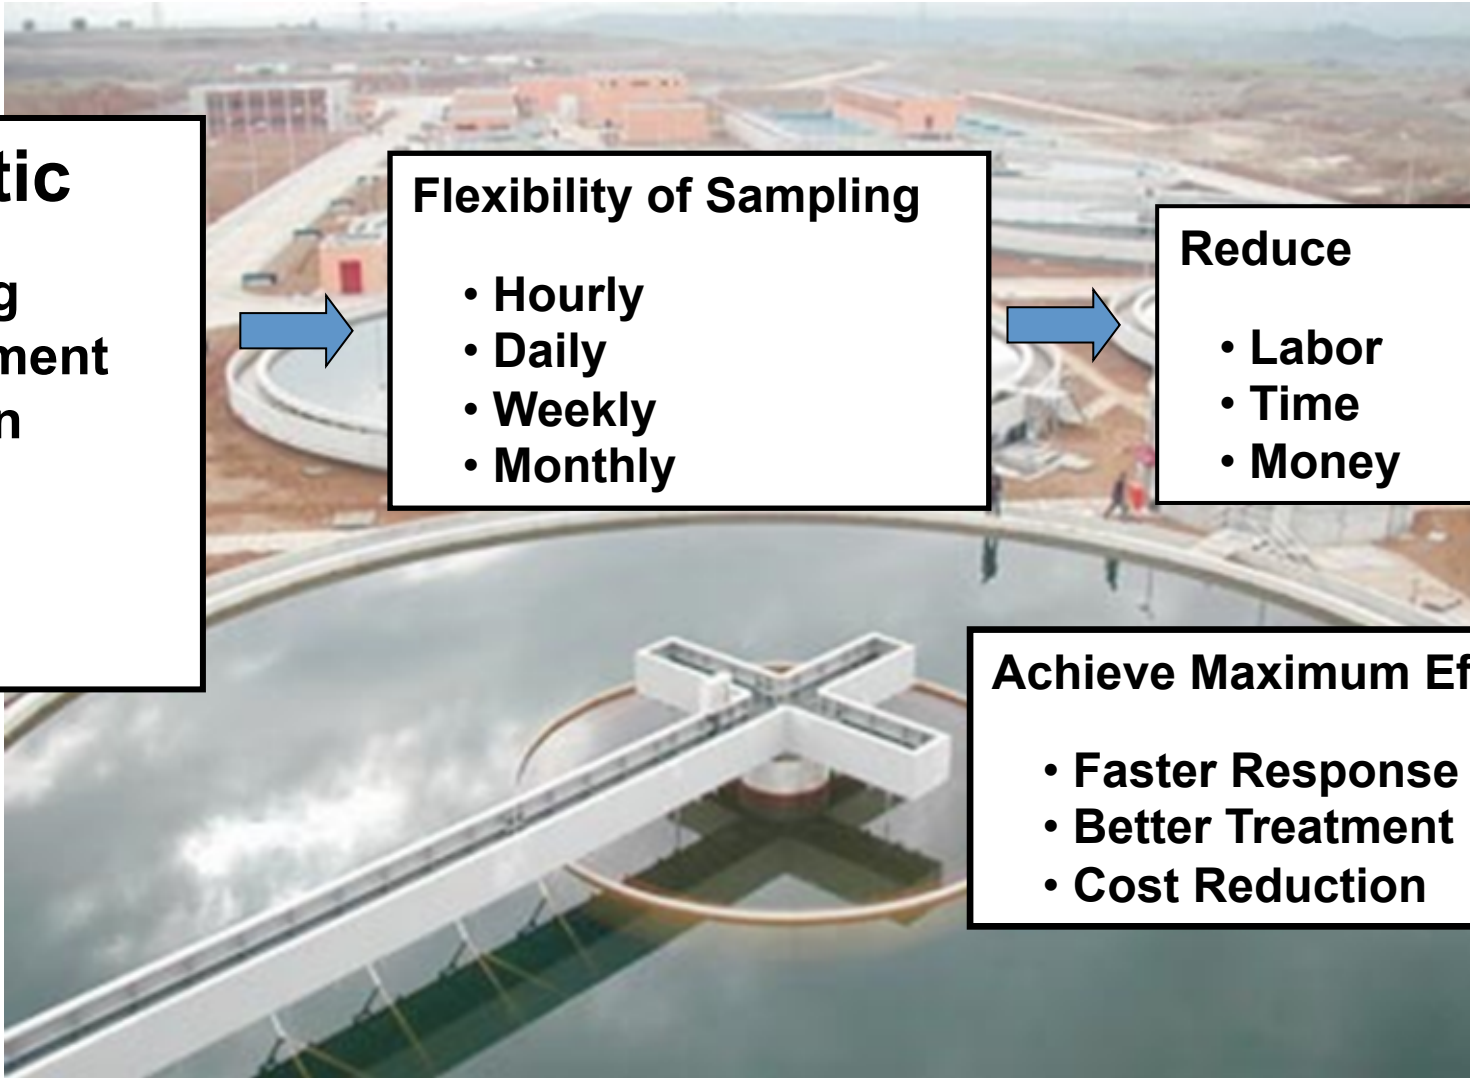 tic
g
ment
n
Flexibility of Sampling
• Hourly
• Daily
• Weekly
• Monthly
Reduce
• Labor
• Time
• Money
Achieve Maximum Ef
• Faster Response
• Better Treatment
• Cost Reduction